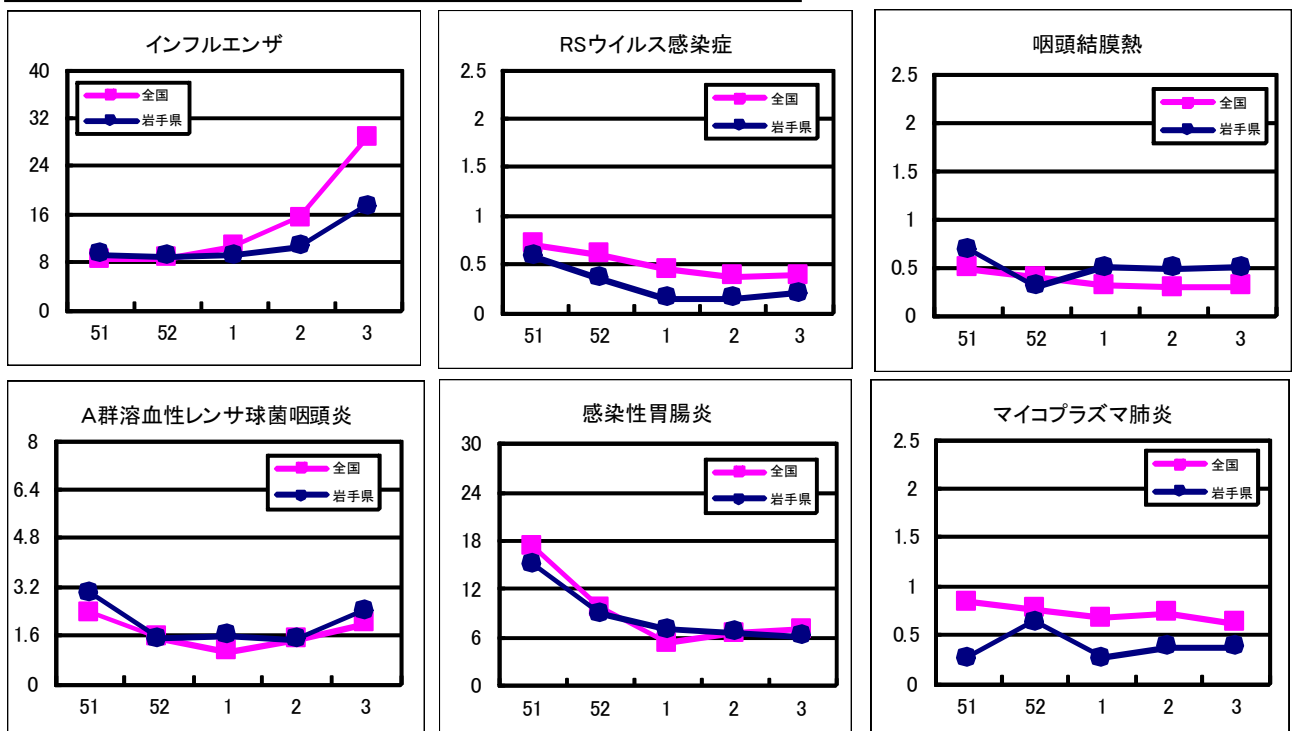 インフルエンザ
40
32
24
16
8
0
全国
岩手県
51 52 1 2 3
RSウイルス感染症
2.5
2
1.5
1
0.5
0
全国
岩手県
51 52 1 2 3
咽頭結膜熱
2.5
2
1.5
1
0.5
0
全国
岩手県
51 52 1 2 3
A群溶血性レンサ球菌咽頭炎
8
6.4
4.8
3.2
1.6
0
全国
岩手県
51 52 1 2 3
感染性胃腸炎
30
24
18
12
6
0
全国
岩手県
51 52 1 2 3
マイコプラズマ肺炎
2.5
2
1.5
1
0.5
0
全国
岩手県
51 52 1 2 3